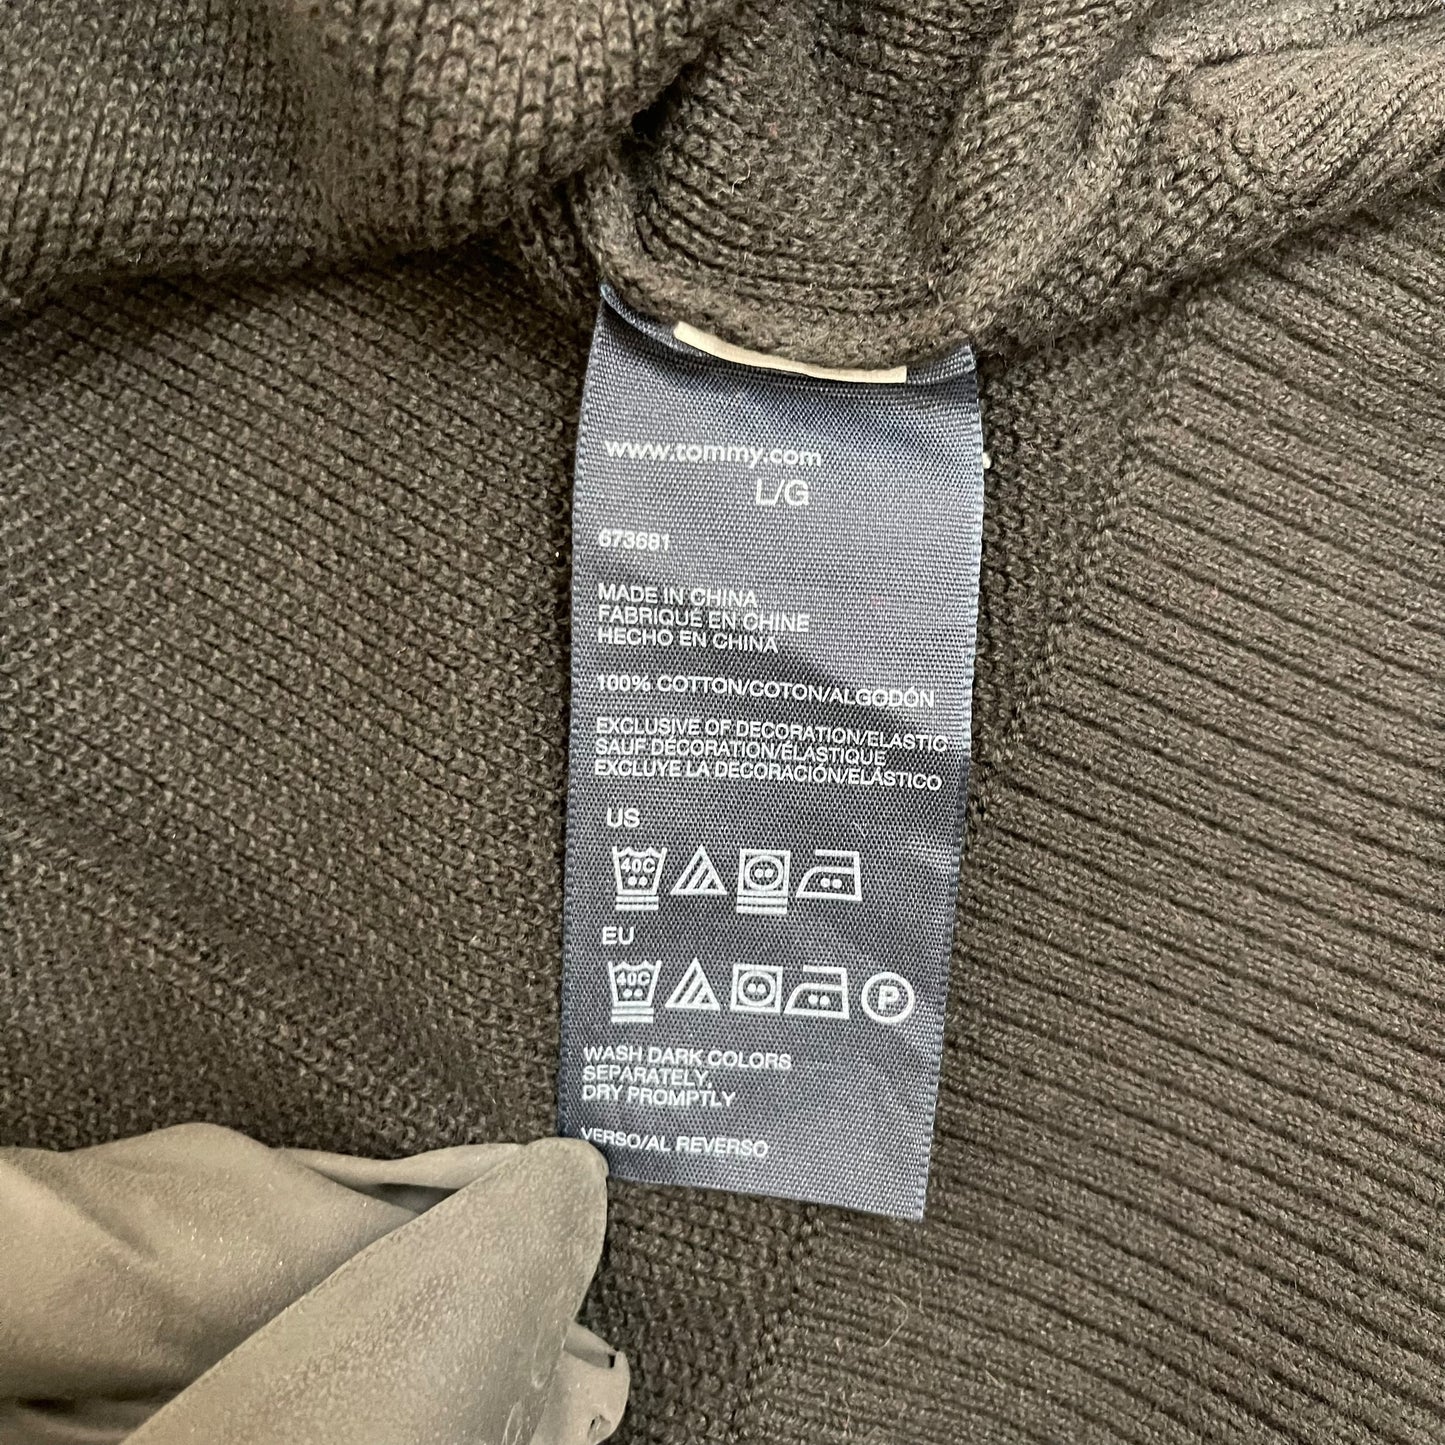 www.tommy.com
L/G
673681
MADE IN CHINA
FABRIQUE EN CHINE
HECHO EN CHINA
100% COTTON/COTON/ALGODÓN
EXCLUSIVE OF DECORATION/ELASTIC
SAUF DECORATION/ÉLASTIQUE
EXCLUYE LA DECORACIÓN/ELÁSTICO
US
40C
EU
40C P
WASH DARK COLORS
SEPARATELY,
DRY PROMPTLY
VERSO/AL REVERSO